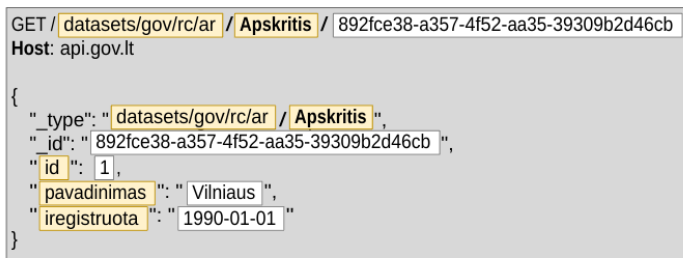 GET / datasets/gov/rc/ar / Apskritis / 892fce38-a357-4f52-aa35-39309b2d46cb
Host: api.gov.lt
{
"_type": "datasets/gov/rc/ar / Apskritis",
"_id": "892fce38-a357-4f52-aa35-39309b2d46cb",
"id": 1,
"pavadinimas": "Vilniaus",
"iregistruota": "1990-01-01"
}